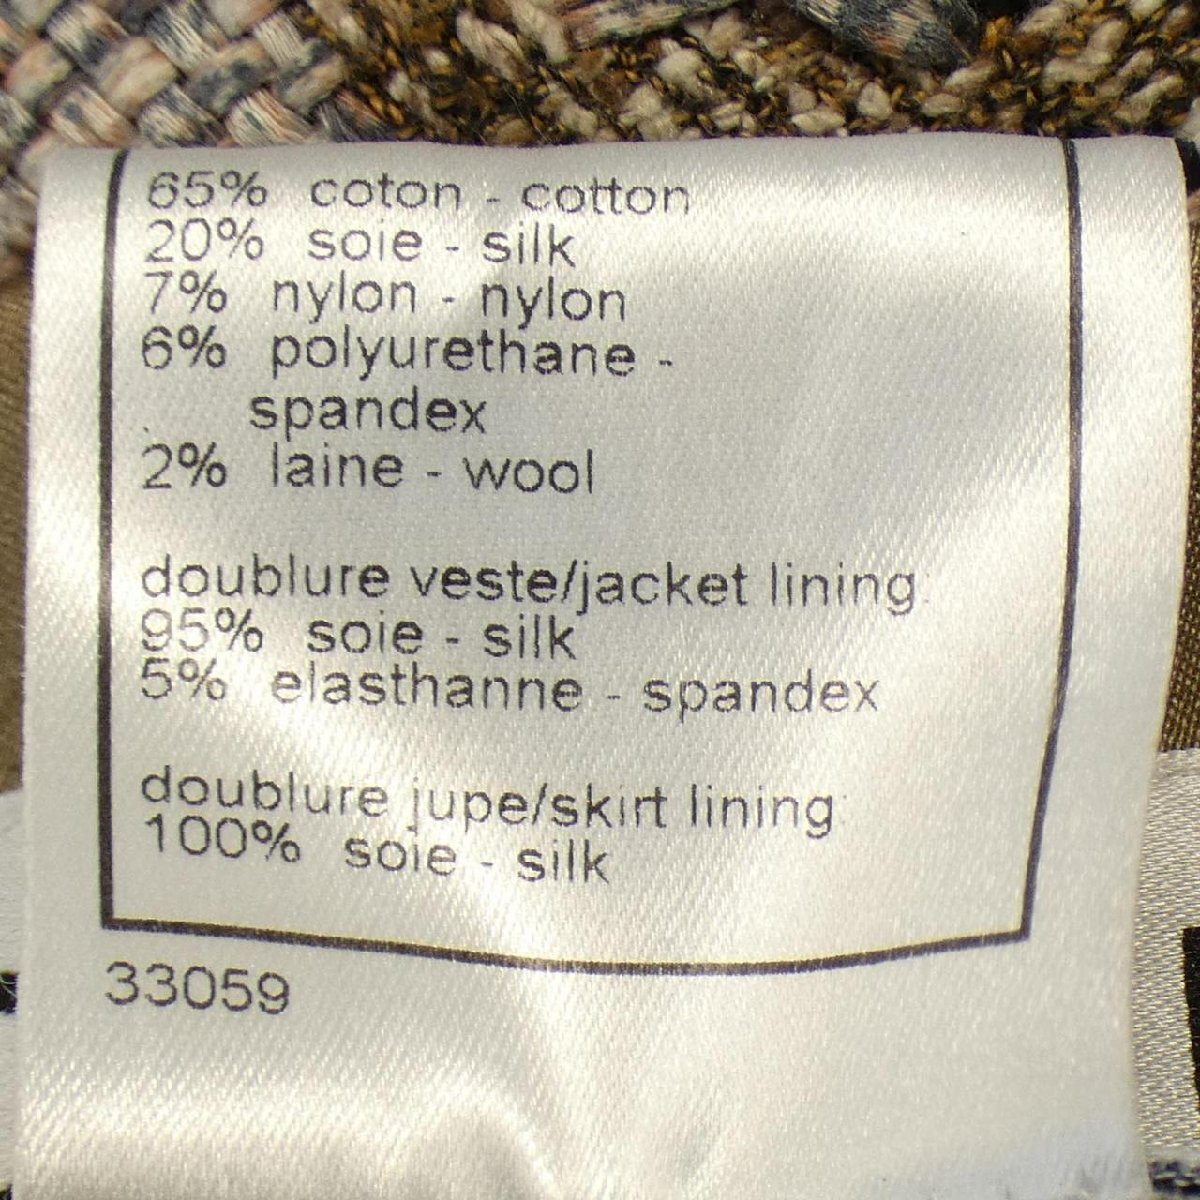 65% coton - cotton
20% soie - silk
7% nylon - nylon
6% polyurethane -
spandex
2% laine - wool
doublure veste/jacket lining:
95% soie - silk
5% elasthanne - spandex
doublure jupe/skirt lining:
100% soie - silk
33059